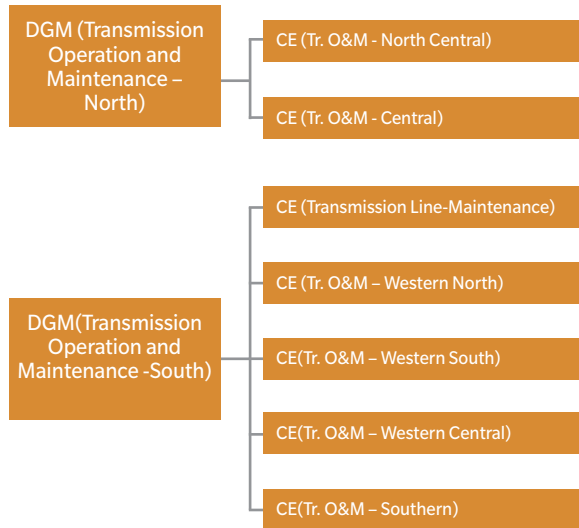 DGM (Transmission
Operation and
Maintenance –
North)
CE (Tr. O&M - North Central)
CE (Tr. O&M - Central)
DGM(Transmission
Operation and
Maintenance -South)
CE (Transmission Line-Maintenance)
CE (Tr. O&M – Western North)
CE(Tr. O&M – Western South)
CE(Tr. O&M – Western Central)
CE(Tr. O&M – Southern)